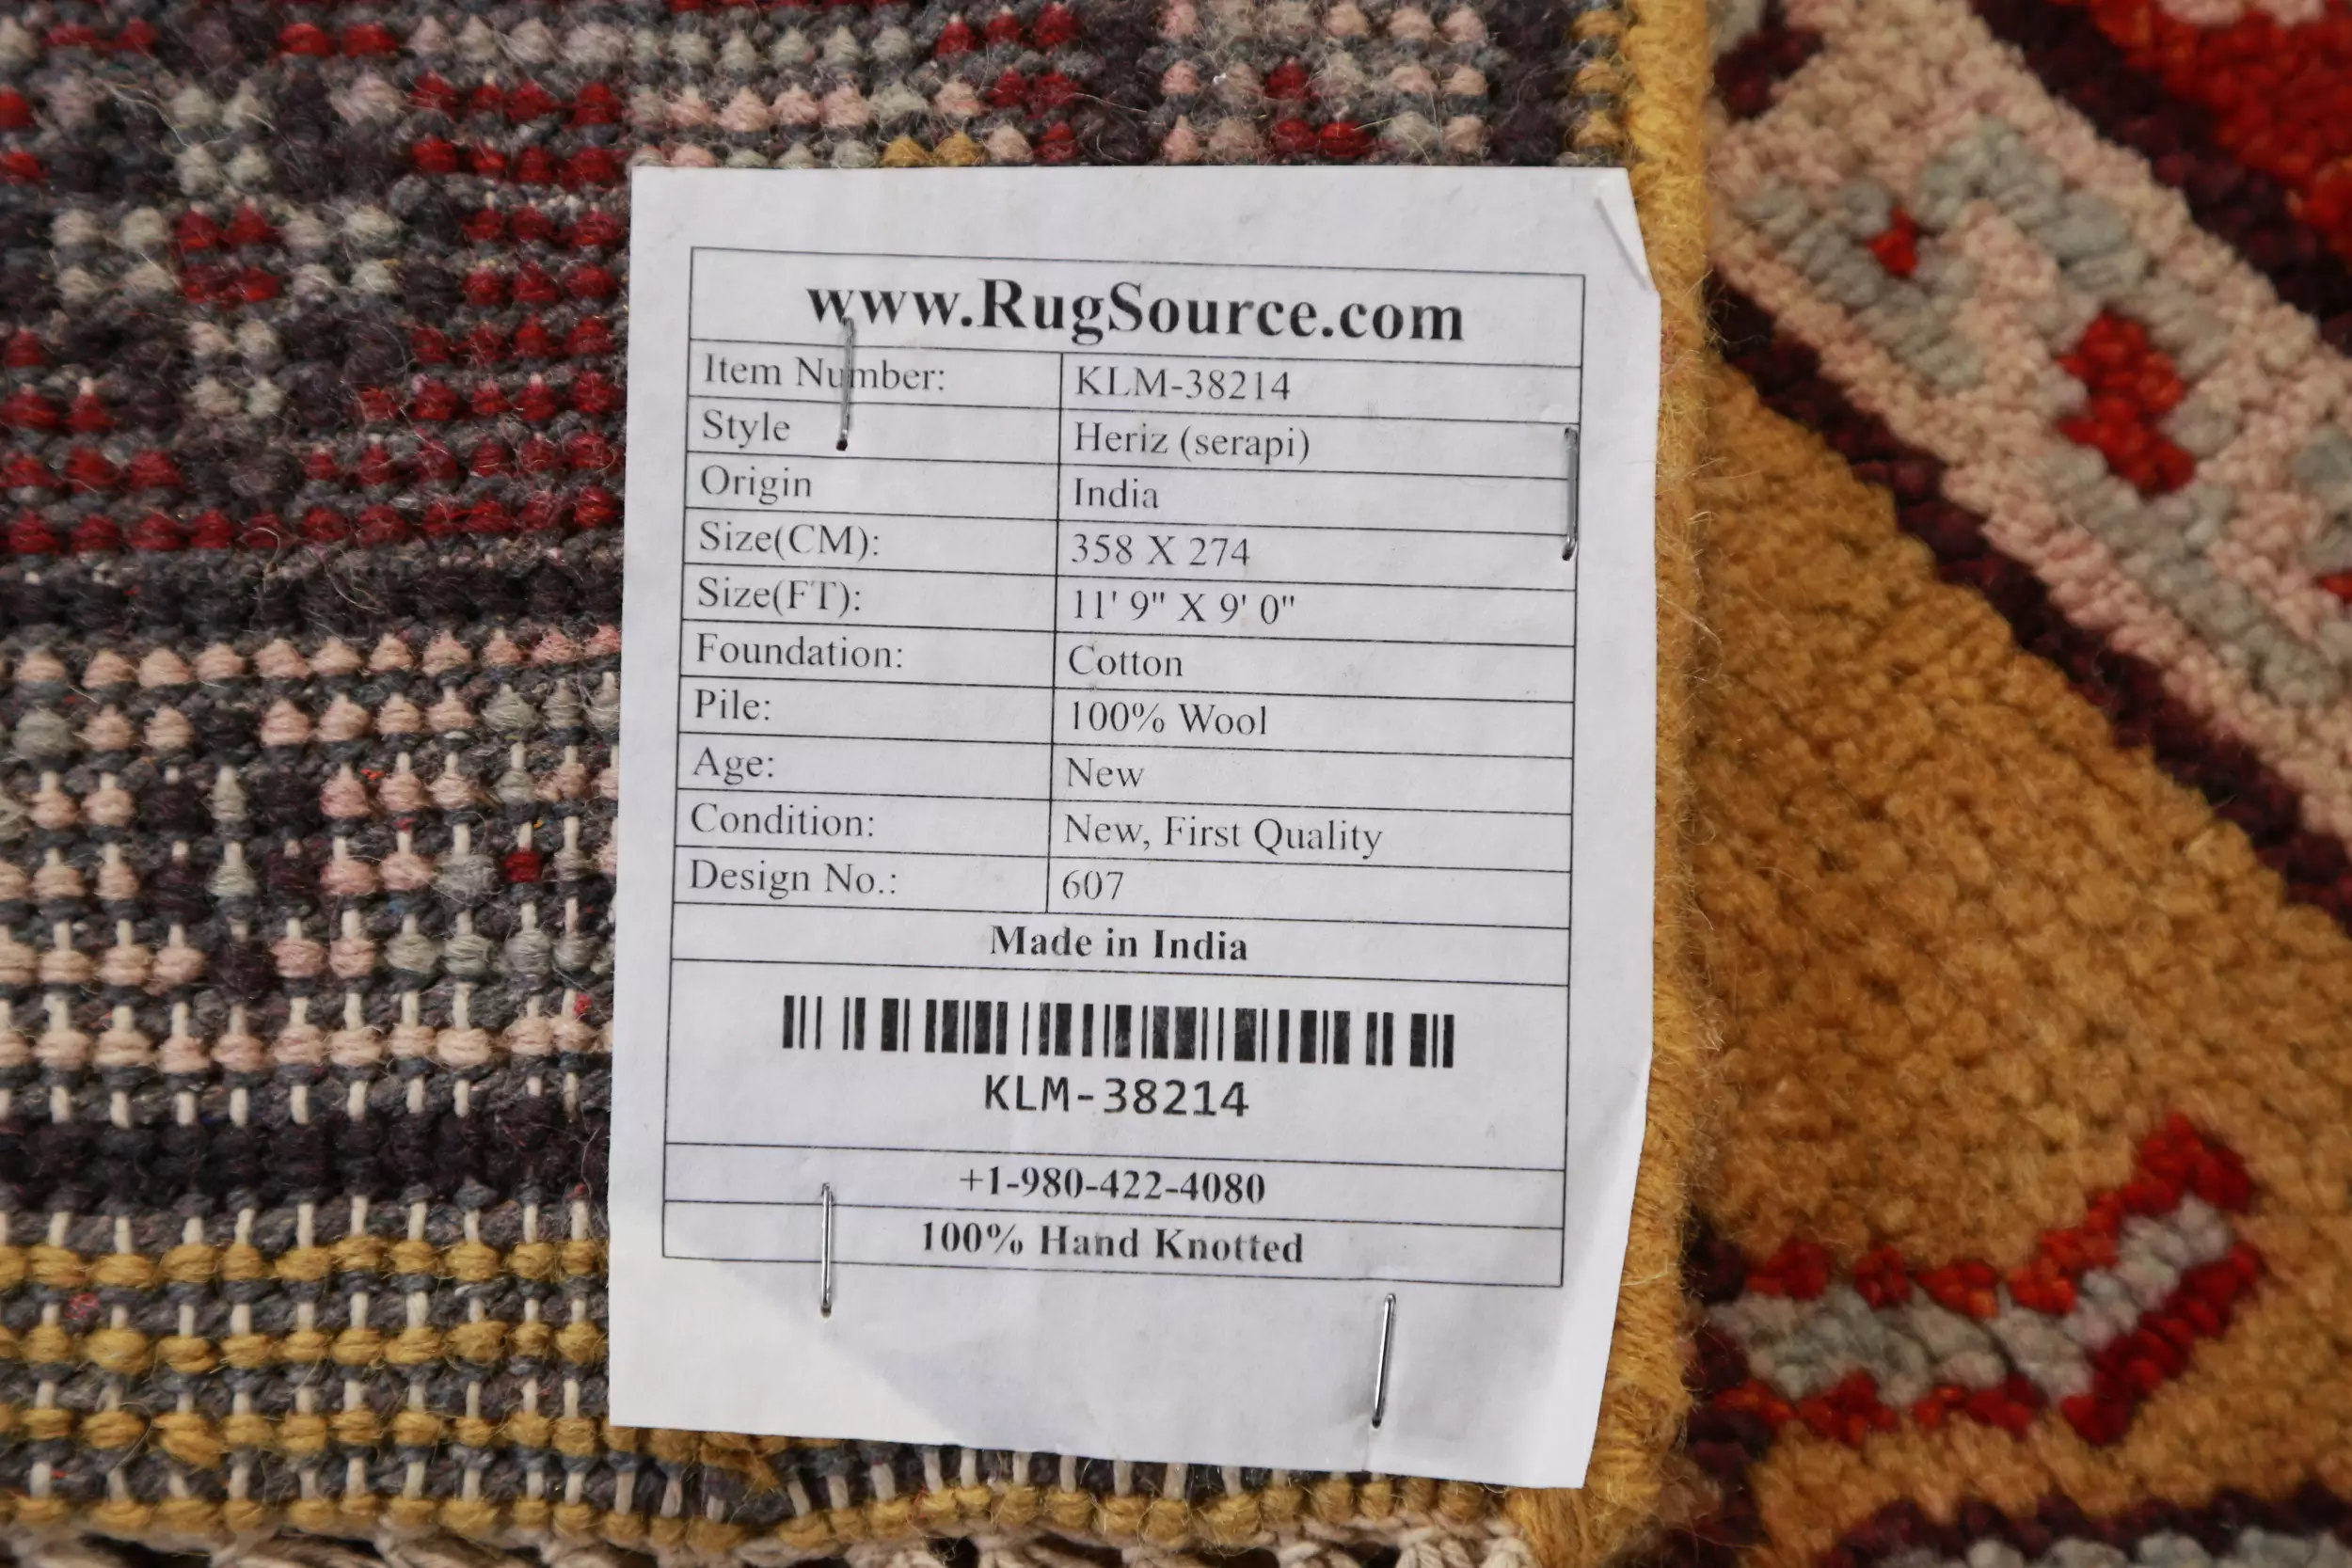 www.RugSource.com
Item Number: KLM-38214
Style Heriz (serapi)
Origin India
Size(CM): 358 X 274
Size(FT): 11' 9" X 9' 0"
Foundation: Cotton
Pile: 100% Wool
Age: New
Condition: New, First Quality
Design No.: 607
Made in India
KLM-38214
+1-980-422-4080
100% Hand Knotted